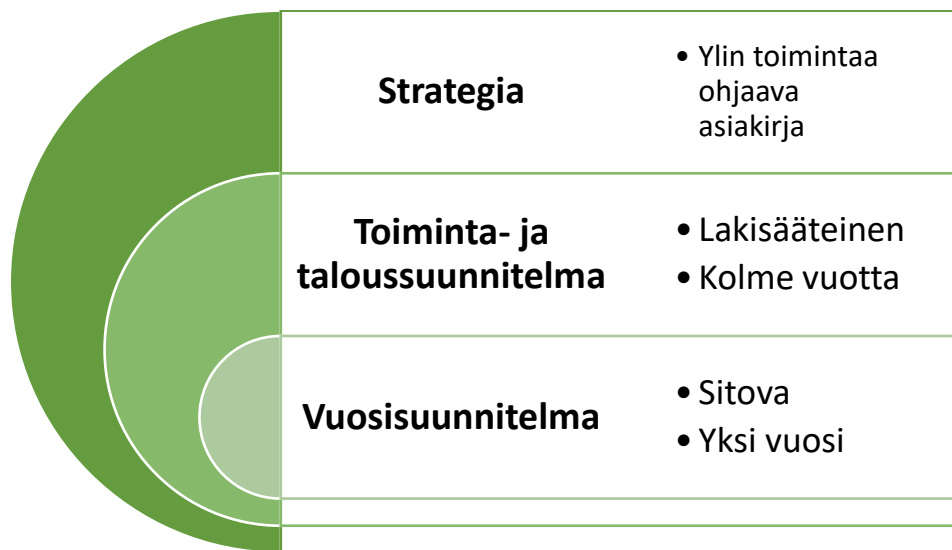 Strategia
• Ylin toimintaa
ohjaava
asiakirja
Toiminta- ja
taloussuunnitelma
• Lakisääteinen
• Kolme vuotta
Vuosisuunnitelma
• Sitova
• Yksi vuosi